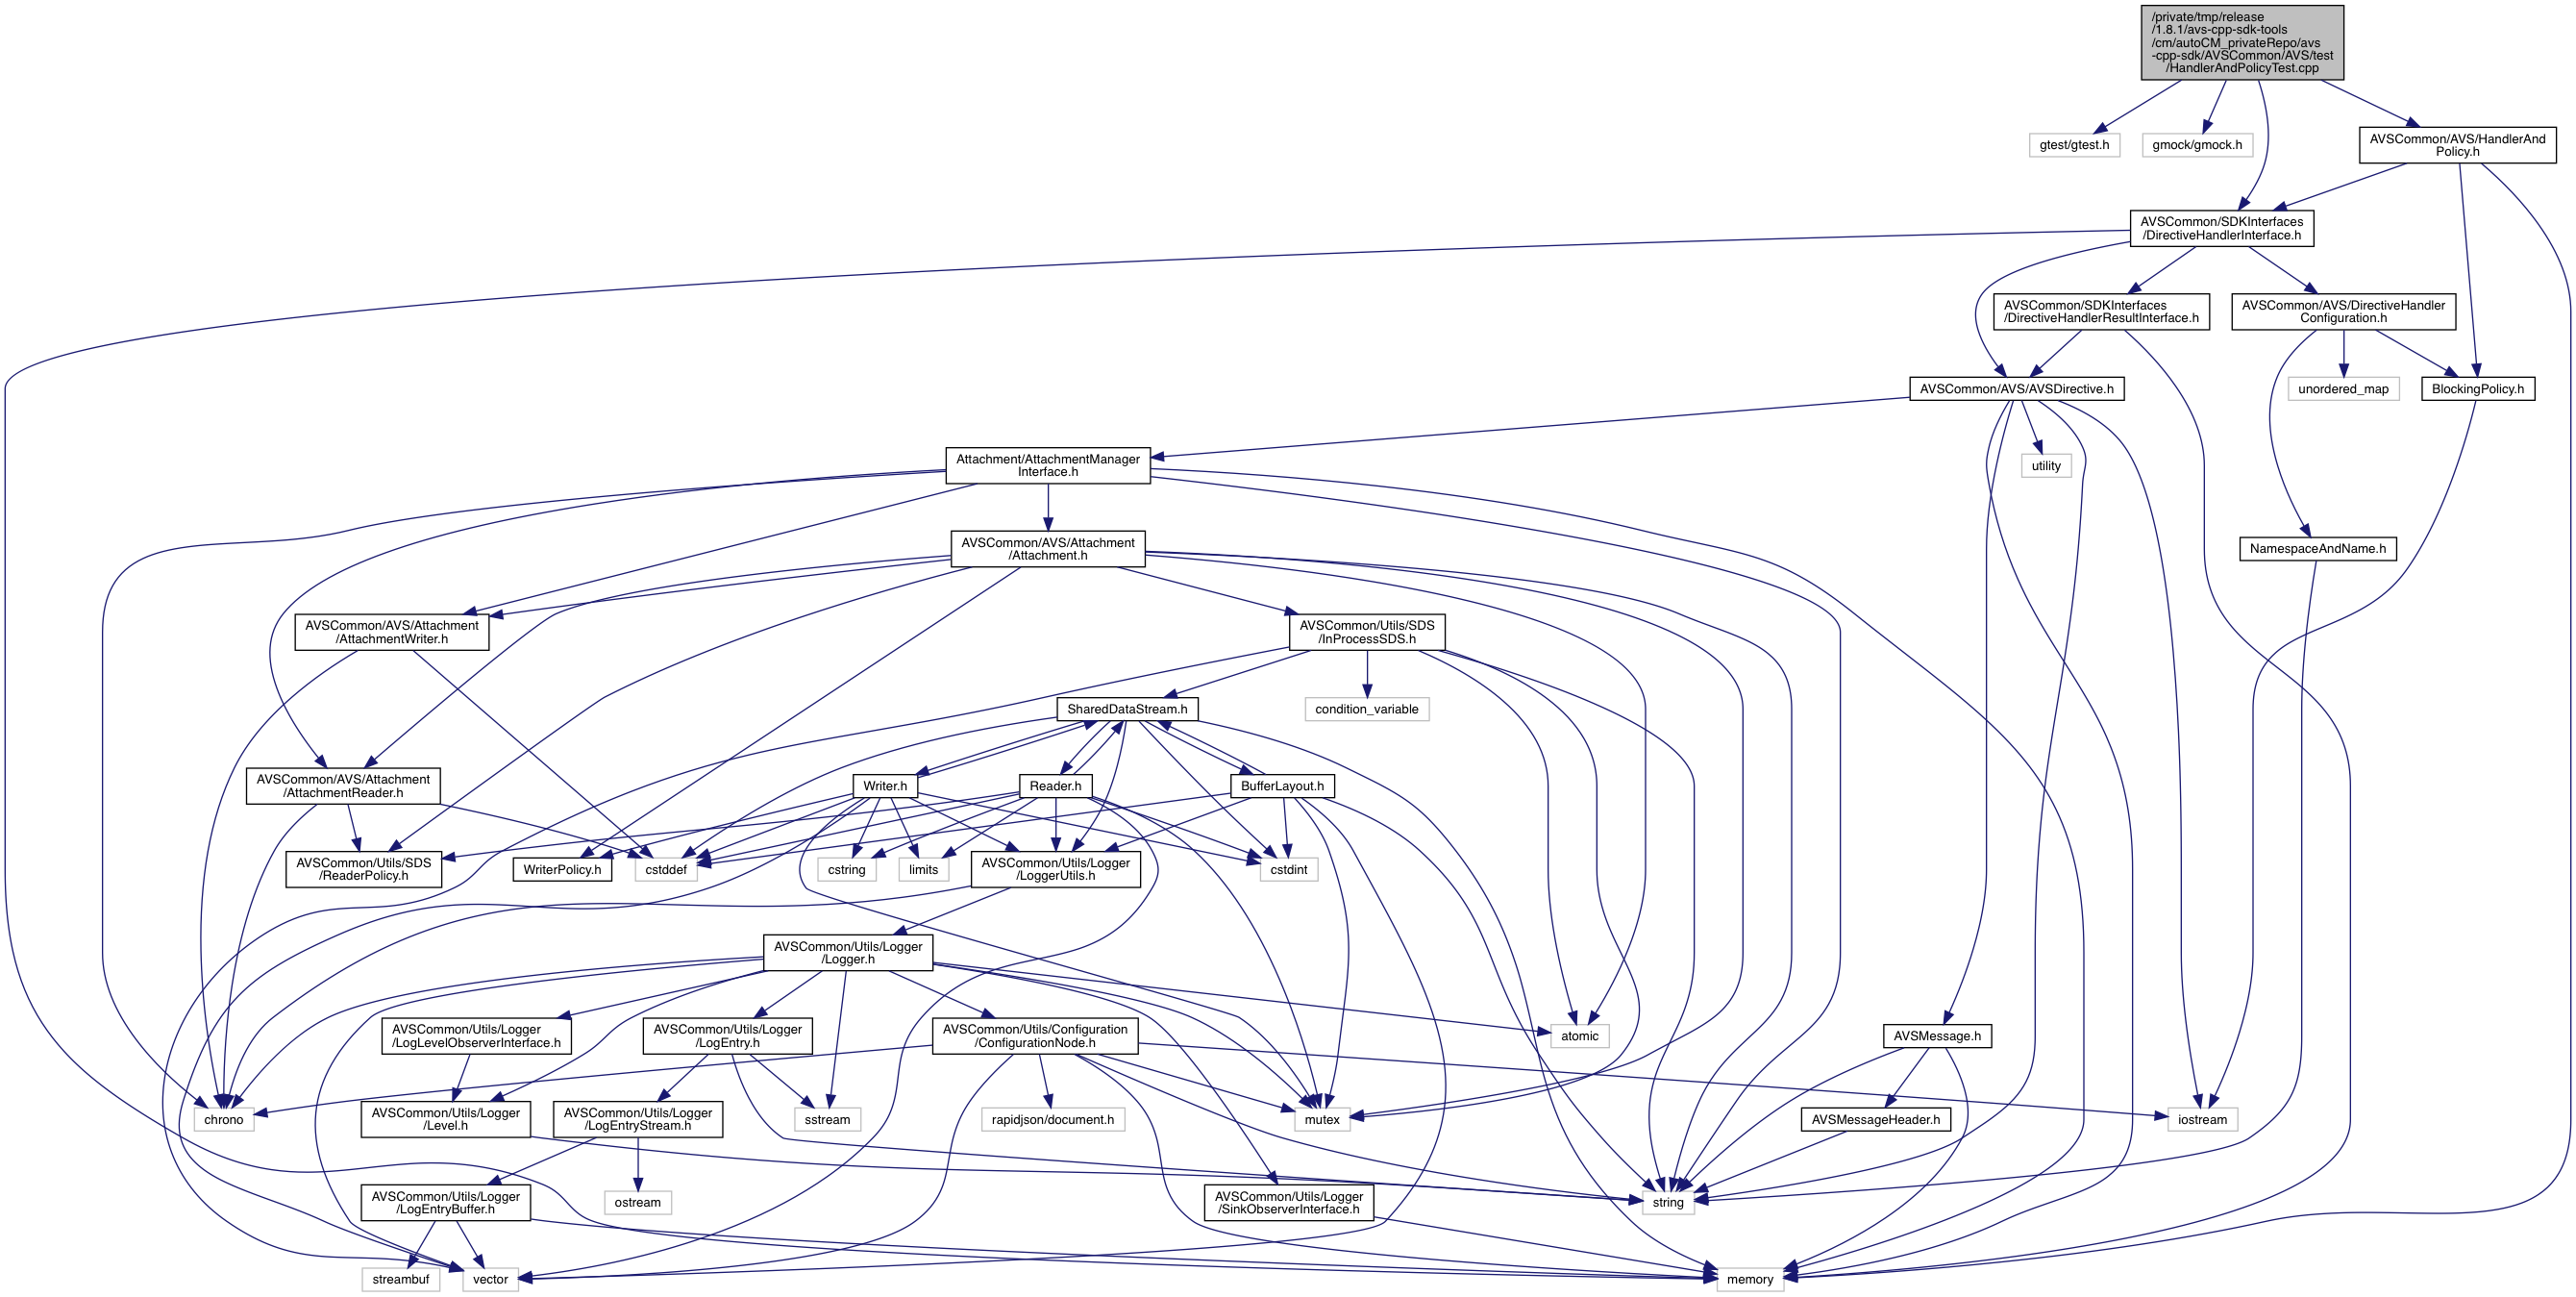 /private/tmp/release
/1.8.1/avs-cpp-sdk-tools
/cm/autoCM_privateRepo/avs
-cpp-sdk/AVSCommon/AVS/test
/HandlerAndPolicyTest.cpp
gtest/gtest.h
gmock/gmock.h
AVSCommon/AVS/HandlerAnd
Policy.h
AVSCommon/SDKInterfaces
/DirectiveHandlerInterface.h
AVSCommon/SDKInterfaces
/DirectiveHandlerResultInterface.h
AVSCommon/AVS/DirectiveHandler
Configuration.h
AVSCommon/AVS/AVSDirective.h
unordered_map
BlockingPolicy.h
Attachment/AttachmentManager
Interface.h
utility
AVSCommon/AVS/Attachment
/Attachment.h
NamespaceAndName.h
AVSCommon/AVS/Attachment
/AttachmentWriter.h
AVSCommon/Utils/SDS
/InProcessSDS.h
SharedDataStream.h
condition_variable
AVSCommon/AVS/Attachment
/AttachmentReader.h
Writer.h
Reader.h
BufferLayout.h
AVSCommon/Utils/SDS
/ReaderPolicy.h
WriterPolicy.h
cstddef
cstring
limits
AVSCommon/Utils/Logger
/LoggerUtils.h
cstdint
AVSCommon/Utils/Logger
/Logger.h
AVSCommon/Utils/Logger
/LogLevelObserverInterface.h
AVSCommon/Utils/Logger
/LogEntry.h
AVSCommon/Utils/Configuration
/ConfigurationNode.h
atomic
AVSMessage.h
chrono
AVSCommon/Utils/Logger
/Level.h
AVSCommon/Utils/Logger
/LogEntryStream.h
sstream
rapidjson/document.h
mutex
AVSMessageHeader.h
iostream
AVSCommon/Utils/Logger
/LogEntryBuffer.h
ostream
AVSCommon/Utils/Logger
/SinkObserverInterface.h
string
streambuf
vector
memory